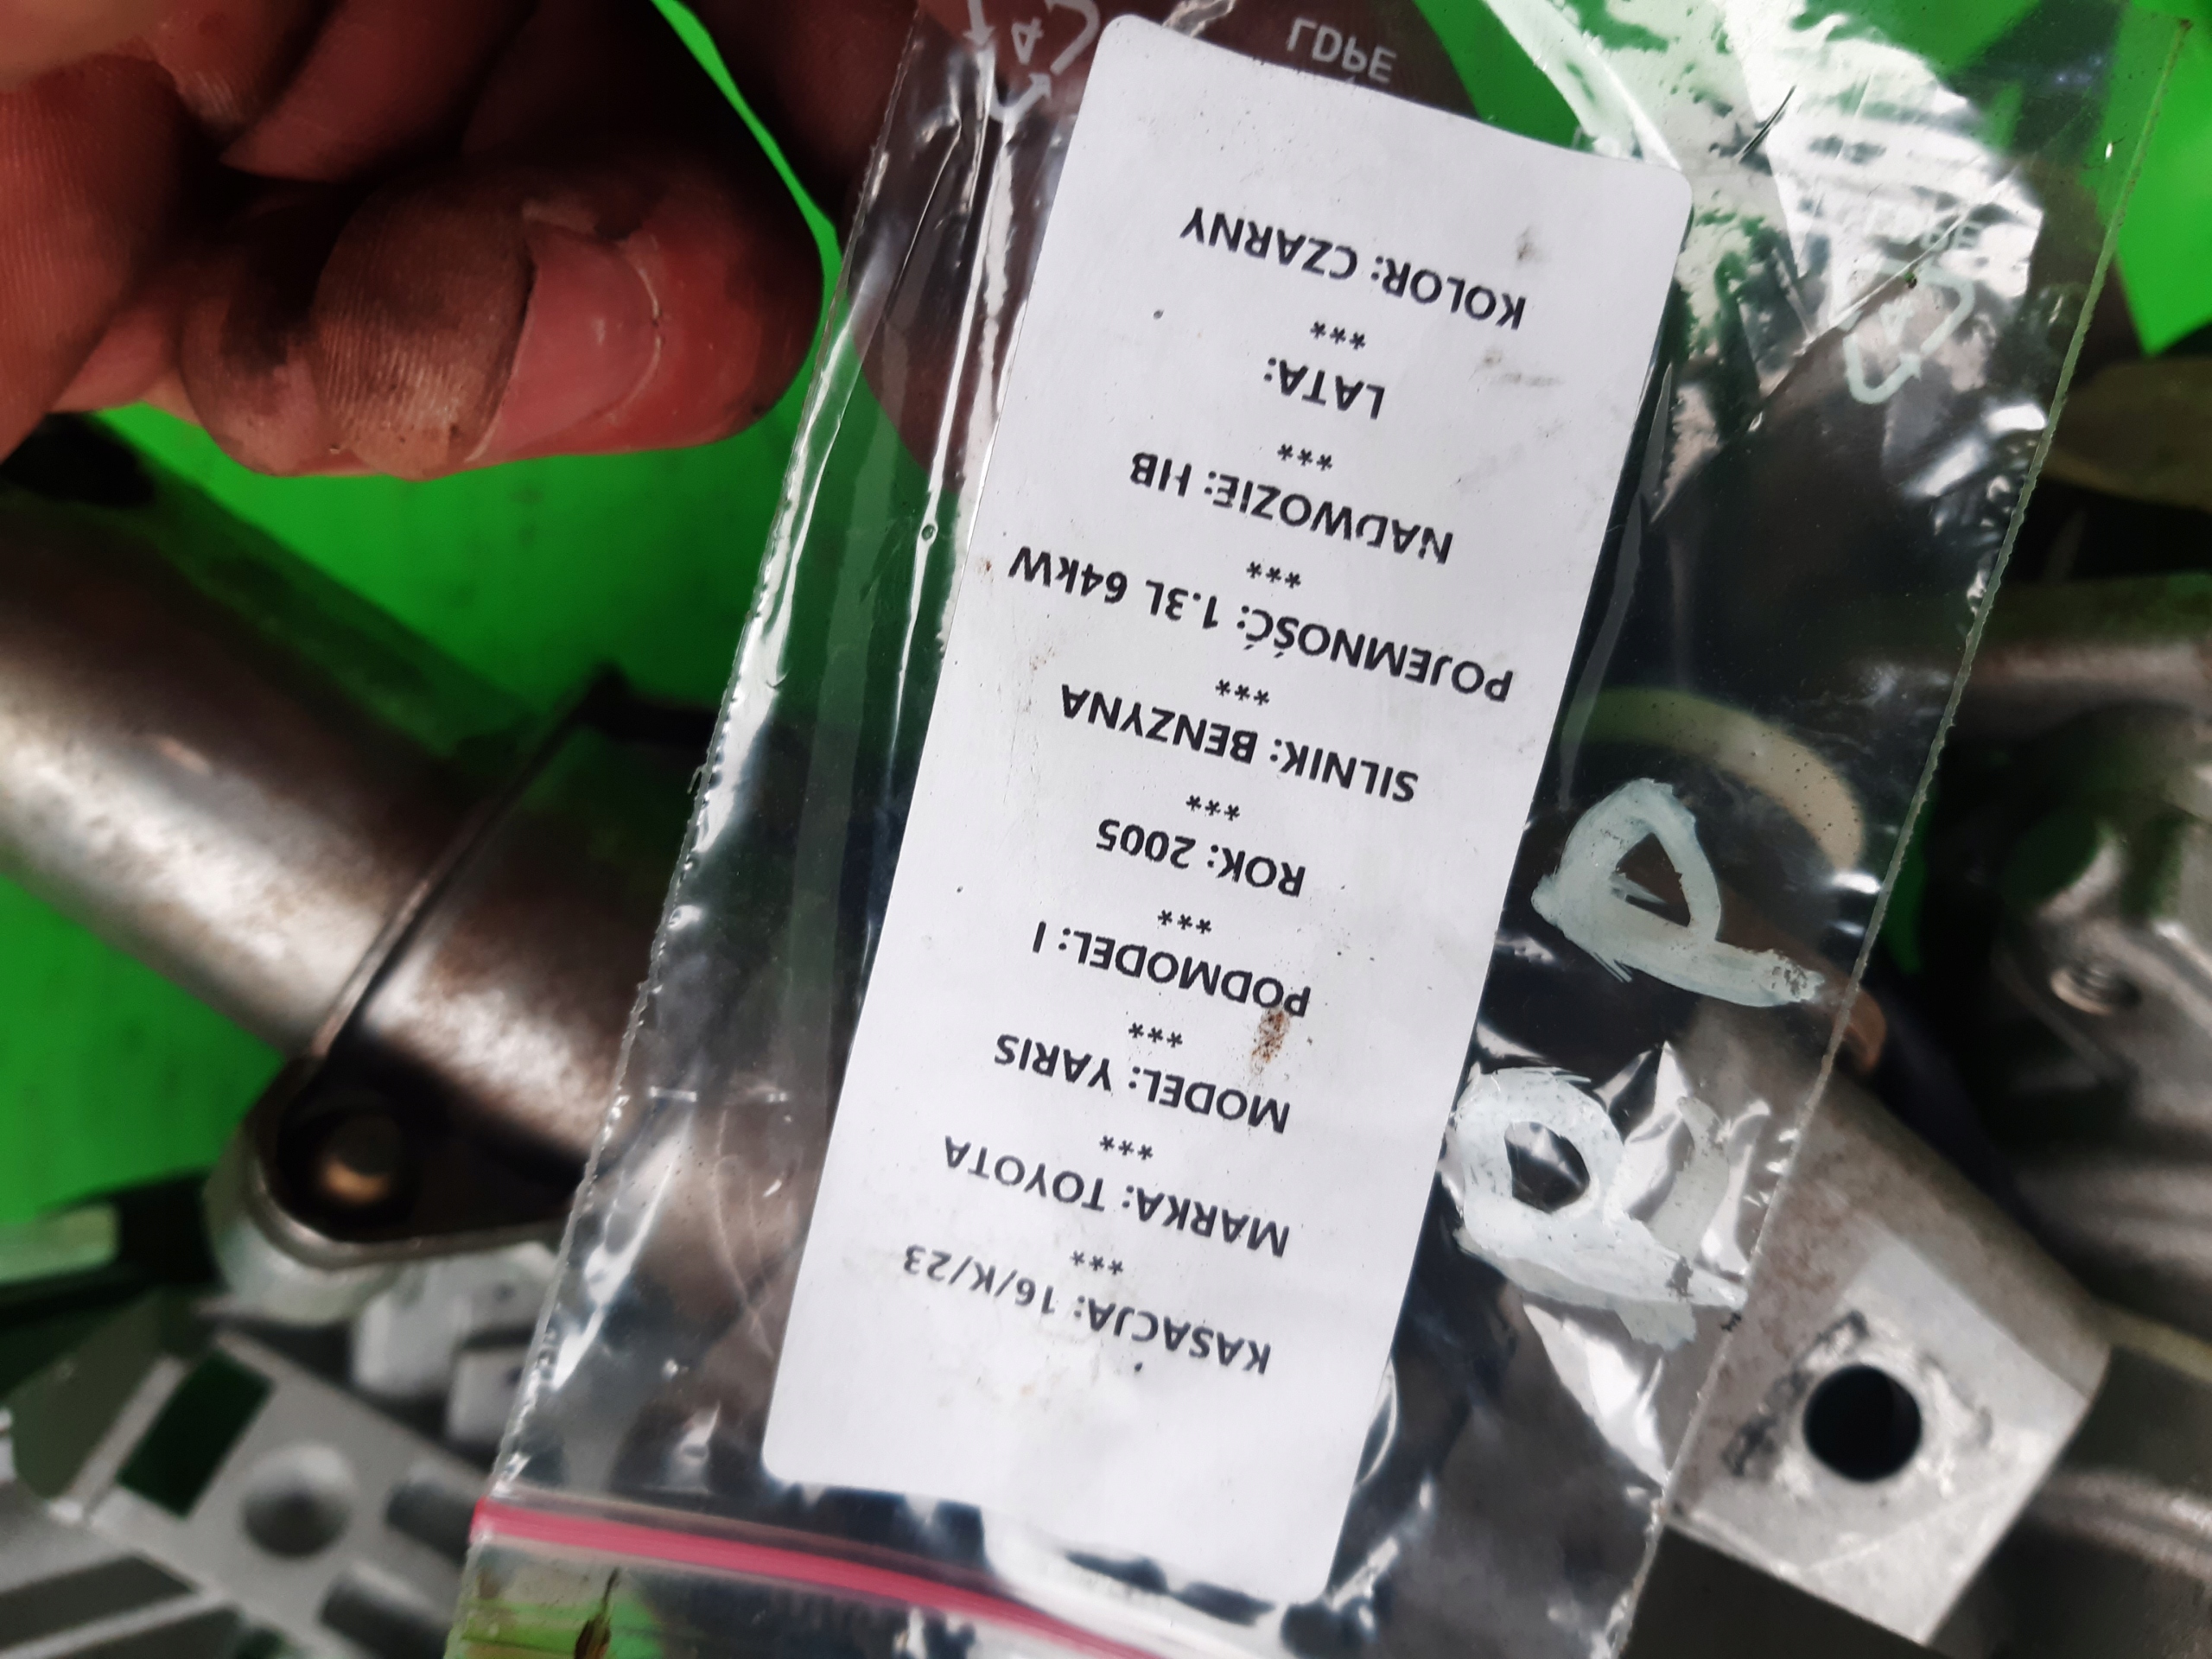 KASACJA: 16/K/23
***
MARKA: TOYOTA
***
MODEL: YARIS
***
PODMODEL: I
***
ROK: 2005
***
SILNIK: BENZYNA
***
POJEMNOŚĆ: 1.3L 64kW
***
NADWOZIE: HB
***
LATA:
***
KOLOR: CZARNY
4
LDPE